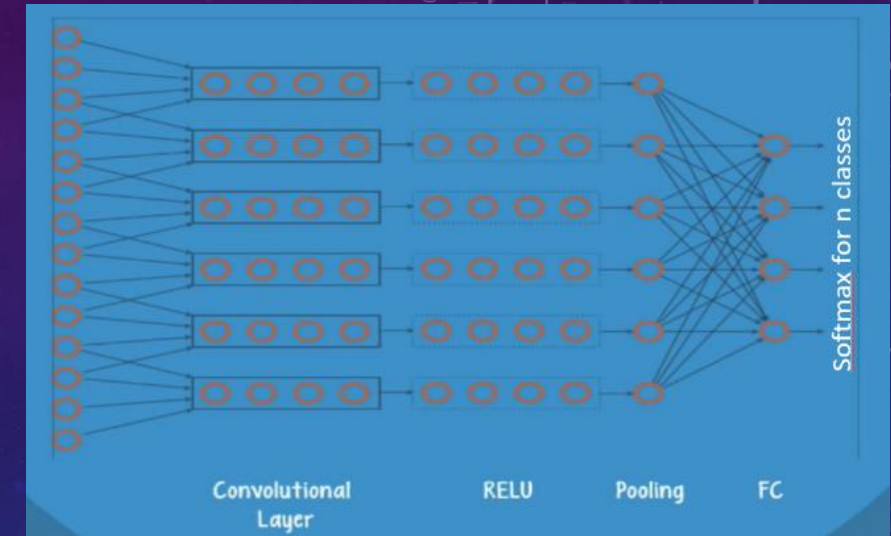 Softmax for n classes
Convolutional
Layer
RELU
Pooling
FC